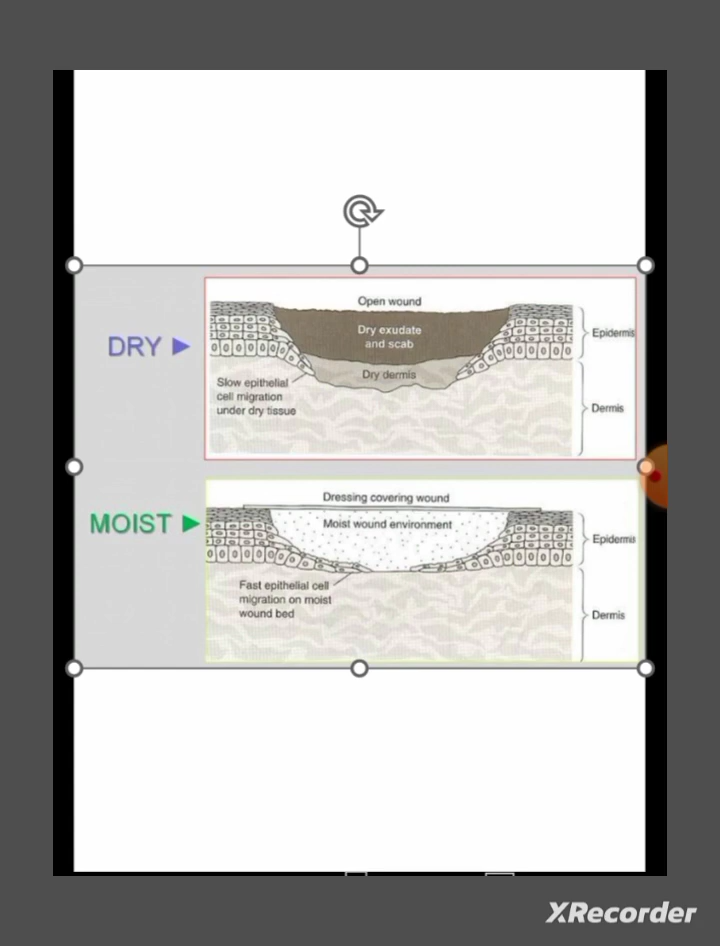 DRY
Open wound
Dry exudate
and scab
Epidermis
Dry dermis
Slow epithelial
cell migration
under dry tissue
Dermis
MOIST
Dressing covering wound
Moist wound environment
Epidermis
Fast epithelial cell
migration on moist
wound bed
Dermis
XRecorder